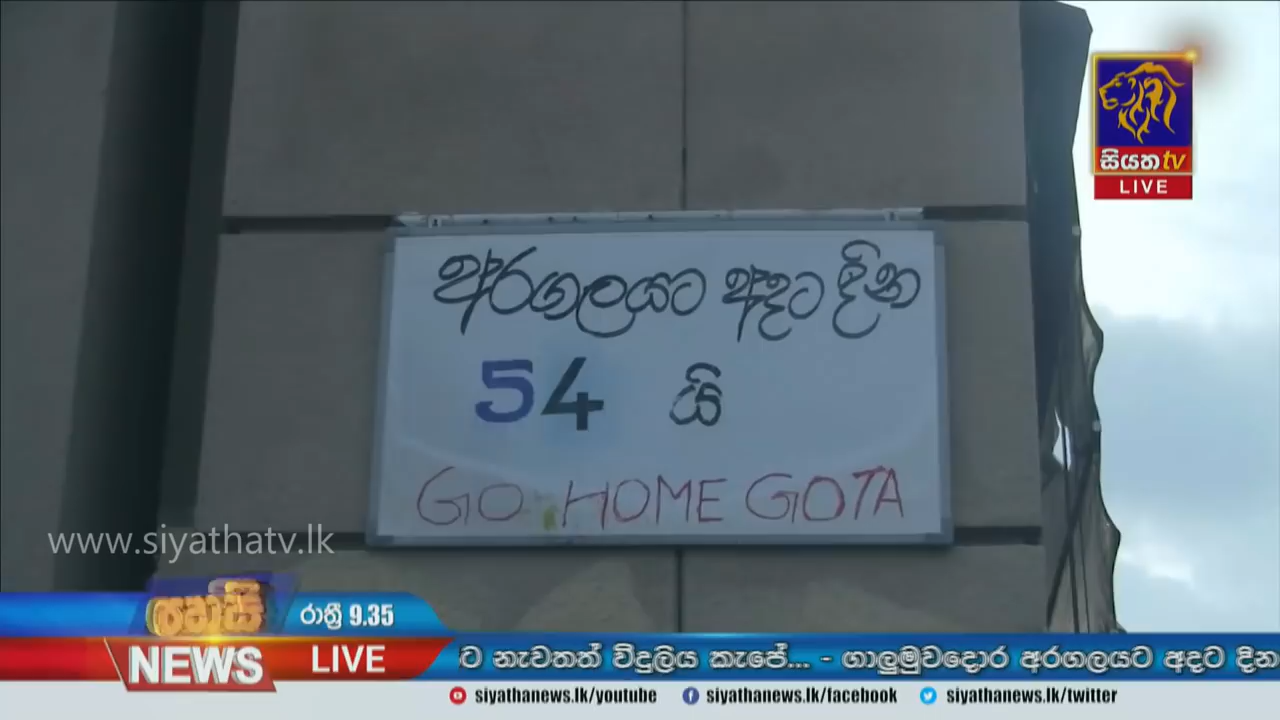 සියත tv
LIVE
අරගලයට අදට දින
54 යි
GO HOME GOTA
www.siyathatv.lk
රාත්‍රී 9.35
NEWS LIVE
ට නැවතත් විදුලිය කැපේ... - ගාලුමුවදොර අරගලයට අදට දින
siyathanews.lk/youtube siyathanews.lk/facebook siyathanews.lk/twitter